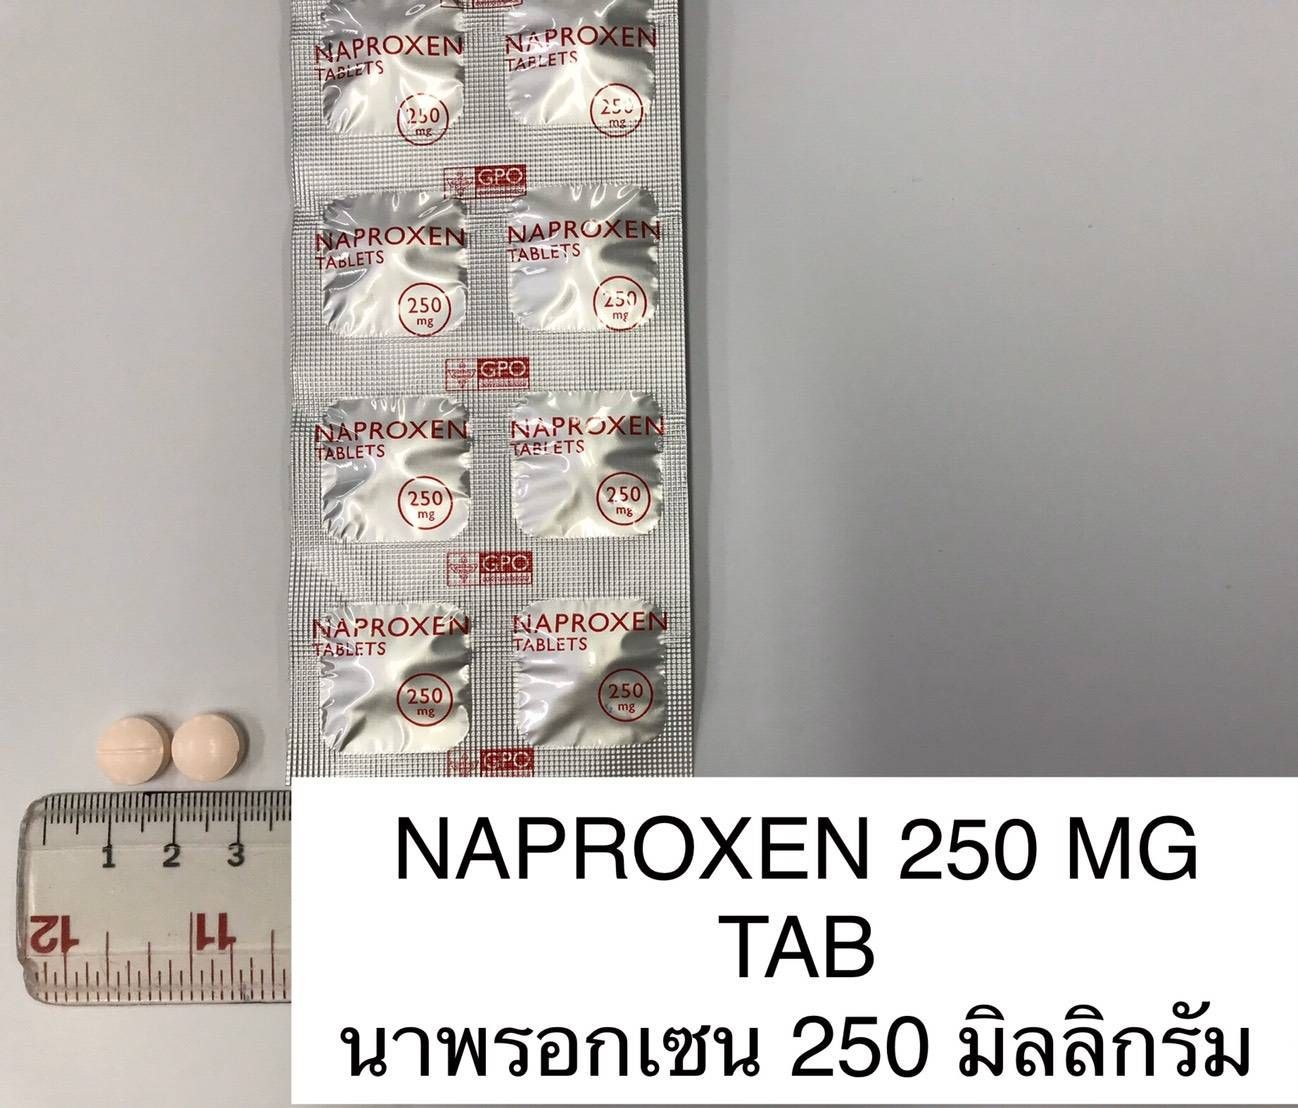 NAPROXEN NAPROXEN
TABLETS TABLETS
250 250
mg mg
GPO
NAPROXEN NAPROXEN
TABLETS TABLETS
250 250
mg mg
GPO
NAPROXEN NAPROXEN
TABLETS TABLETS
250 250
mg mg
GPO
NAPROXEN NAPROXEN
TABLETS TABLETS
250 250
mg mg
GPO
1 2 3
12 11
NAPROXEN 250 MG
TAB
นาพรอกเซน 250 มิลลิกรัม